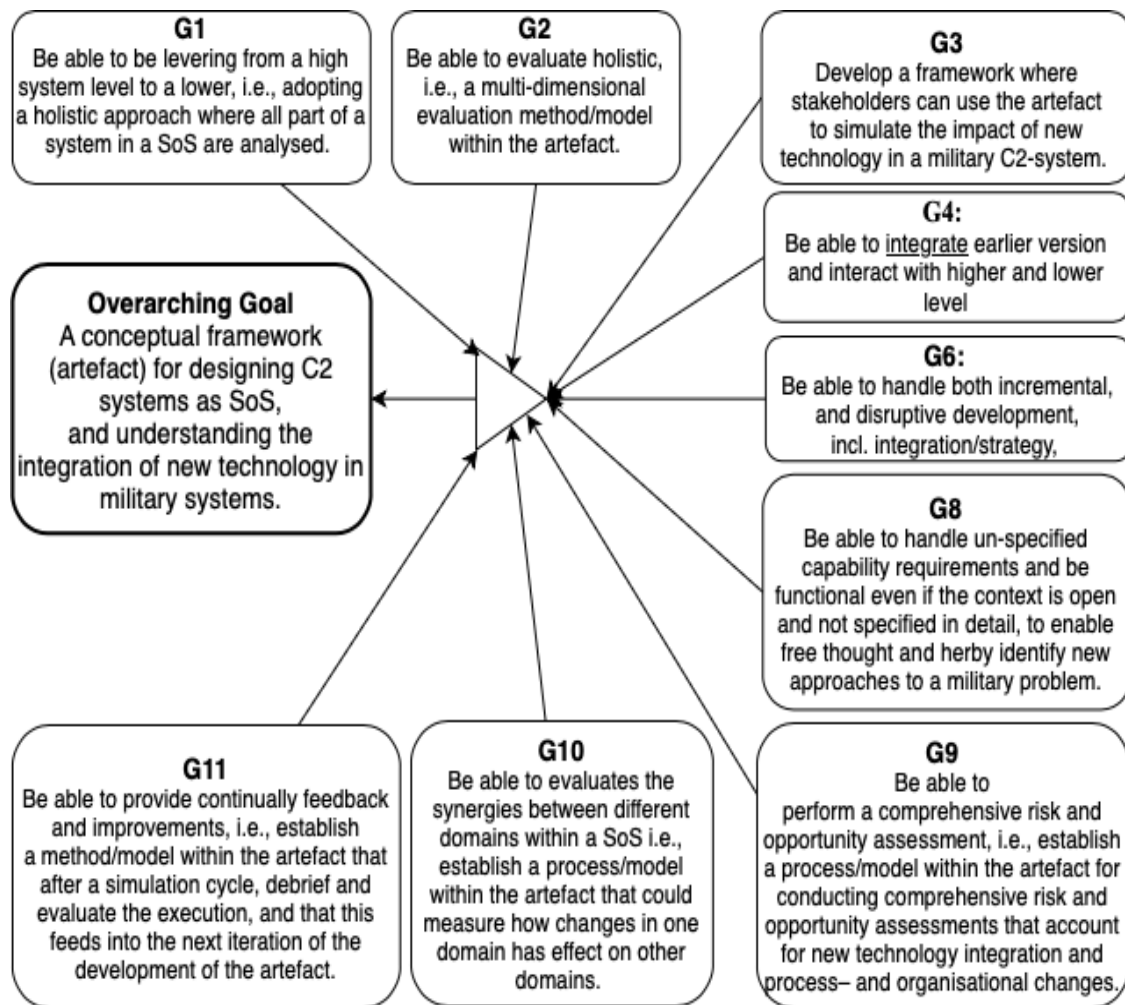 G1
Be able to be levering from a high
system level to a lower, i.e., adopting
a holistic approach where all part of a
system in a SoS are analysed.
G2
Be able to evaluate holistic,
i.e., a multi-dimensional
evaluation method/model
within the artefact.
G3
Develop a framework where
stakeholders can use the artefact
to simulate the impact of new
technology in a military C2-system.
G4:
Be able to integrate earlier version
and interact with higher and lower
level
Overarching Goal
A conceptual framework
(artefact) for designing C2
systems as SoS,
and understanding the
integration of new technology in
military systems.
G6:
Be able to handle both incremental,
and disruptive development,
incl. integration/strategy,
G8
Be able to handle un-specified
capability requirements and be
functional even if the context is open
and not specified in detail, to enable
free thought and herby identify new
approaches to a military problem.
G11
Be able to provide continually feedback
and improvements, i.e., establish
a method/model within the artefact that
after a simulation cycle, debrief and
evaluate the execution, and that this
feeds into the next iteration of the
development of the artefact.
G10
Be able to evaluates the
synergies between different
domains within a SoS i.e.,
establish a process/model
within the artefact that could
measure how changes in one
domain has effect on other
domains.
G9
Be able to
perform a comprehensive risk and
opportunity assessment, i.e., establish
a process/model within the artefact for
conducting comprehensive risk and
opportunity assessments that account
for new technology integration and
process– and organisational changes.